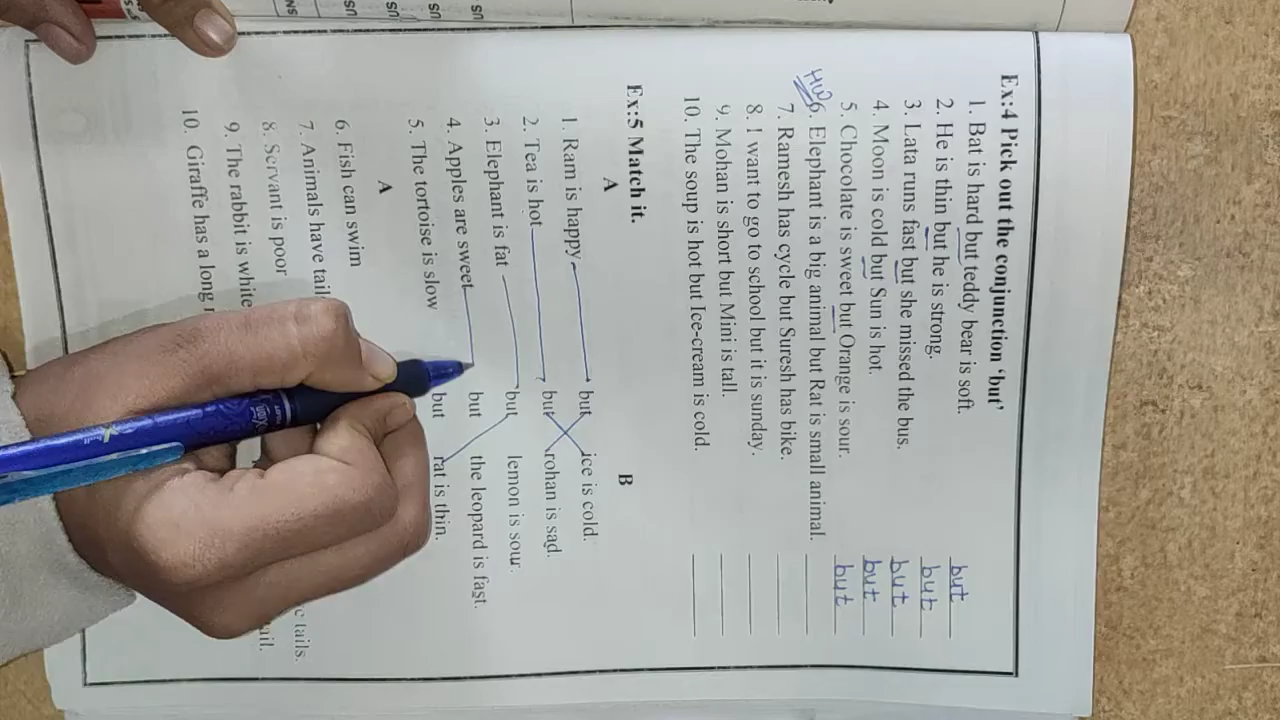 Ex:4 Pick out the conjunction 'but'
1. Bat is hard but teddy bear is soft. but
2. He is thin but he is strong. but
3. Lata runs fast but she missed the bus. but
4. Moon is cold but Sun is hot. but
5. Chocolate is sweet but Orange is sour. but
HW 6. Elephant is a big animal but Rat is small animal.
7. Ramesh has cycle but Suresh has bike.
8. I want to go to school but it is sunday.
9. Mohan is short but Mini is tall.
10. The soup is hot but Ice-cream is cold.
Ex:5 Match it.
A B
1. Ram is happy but ice is cold.
2. Tea is hot but rohan is sad.
3. Elephant is fat but lemon is sour.
4. Apples are sweet but the leopard is fast.
5. The tortoise is slow but rat is thin.
A
6. Fish can swim
7. Animals have tail tails.
8. Servant is poor
9. The rabbit is white
10. Giraffe has a long